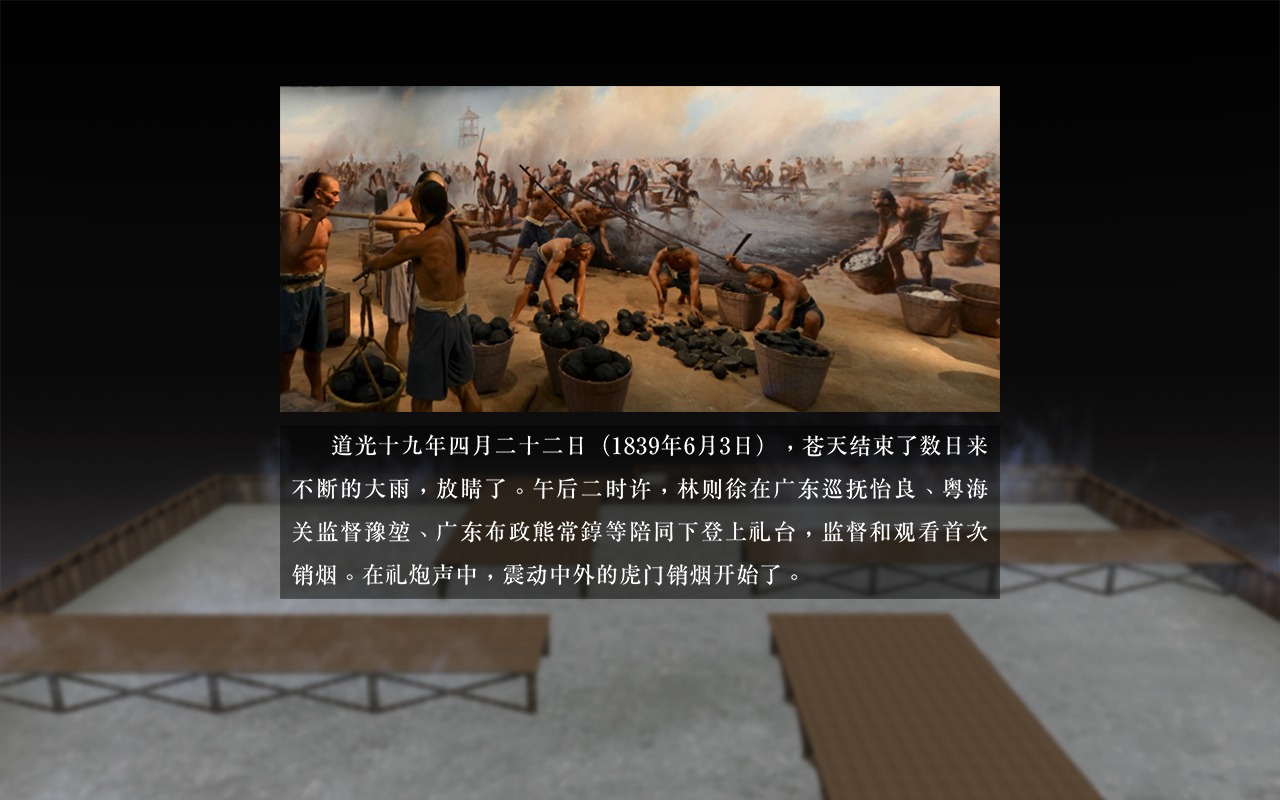 道光十九年四月二十二日（1839年6月3日），苍天结束了数日来
不断的大雨，放晴了。午后二时许，林则徐在广东巡抚怡良、粤海
关监督豫堃、广东布政熊常錞等陪同下登上礼台，监督和观看首次
销烟。在礼炮声中，震动中外的虎门销烟开始了。